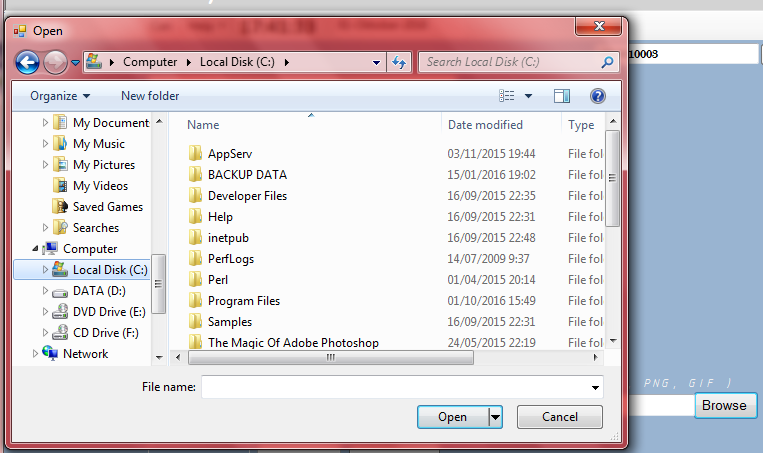 17:41:38
Open
Computer
Local Disk (C:)
Search Local Disk (C:)
10003
Organize
New folder
Name
Date modified
Type
My Document
My Music
My Pictures
My Videos
Saved Games
Searches
Computer
Local Disk (C:)
DATA (D:)
DVD Drive (E:)
CD Drive (F:)
Network
AppServ 03/11/2015 19:44 File fol
BACKUP DATA 15/01/2016 19:02 File fol
Developer Files 16/09/2015 22:35 File fol
Help 16/09/2015 22:31 File fol
inetpub 16/09/2015 22:48 File fol
PerfLogs 14/07/2009 9:37 File fol
Perl 01/04/2015 20:14 File fol
Program Files 01/10/2016 15:49 File fol
Samples 16/09/2015 22:31 File fol
The Magic Of Adobe Photoshop 24/05/2015 22:19 File fol
File name:
PNG, GIF )
Browse
Open
Cancel